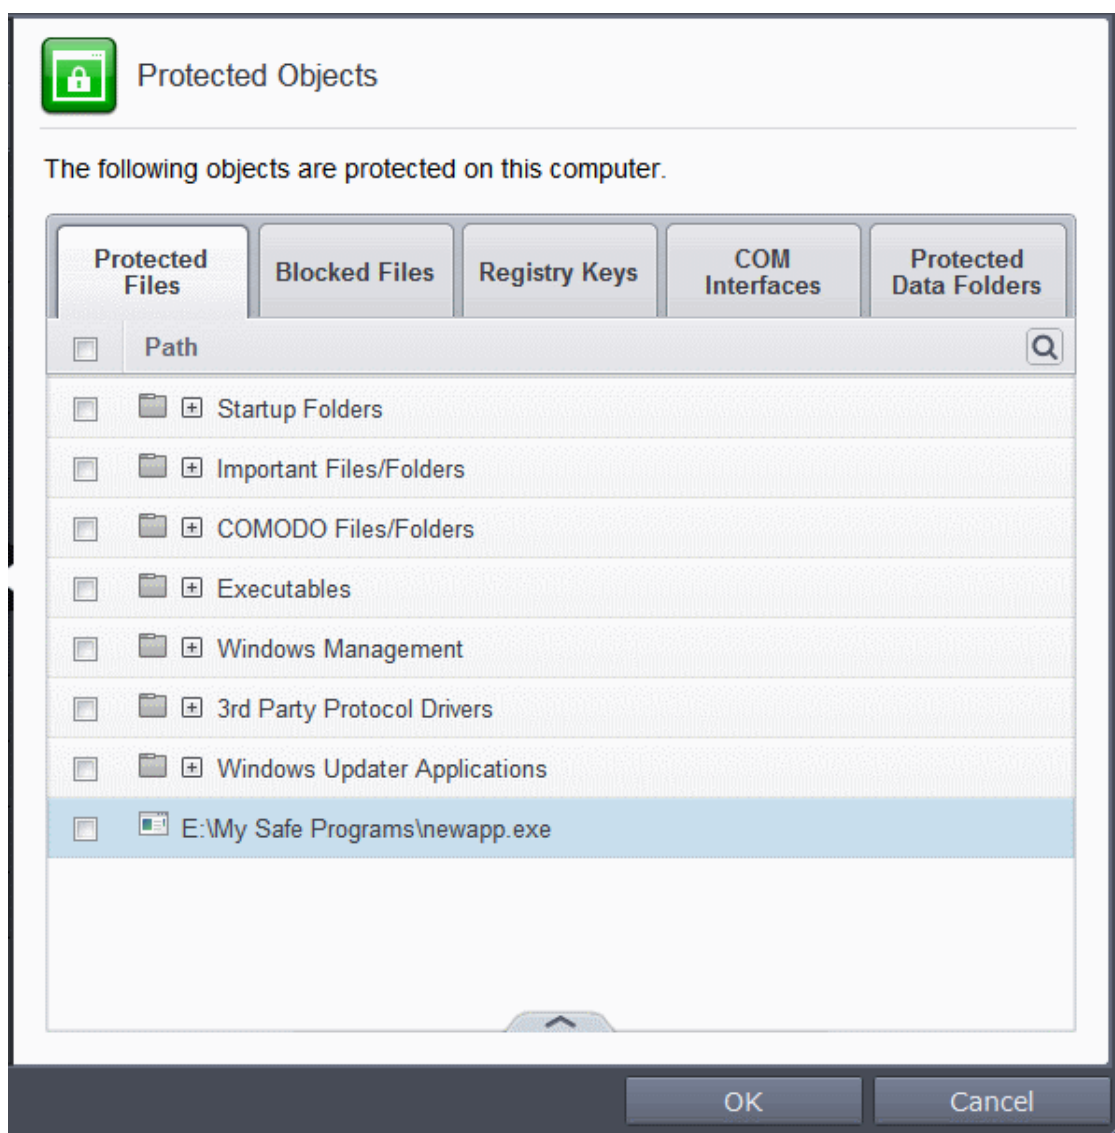 Protected Objects
The following objects are protected on this computer.
Protected
Files
Blocked Files
Registry Keys
COM
Interfaces
Protected
Data Folders
Path
Startup Folders
Important Files/Folders
COMODO Files/Folders
Executables
Windows Management
3rd Party Protocol Drivers
Windows Updater Applications
E:\My Safe Programs\newapp.exe
OK Cancel